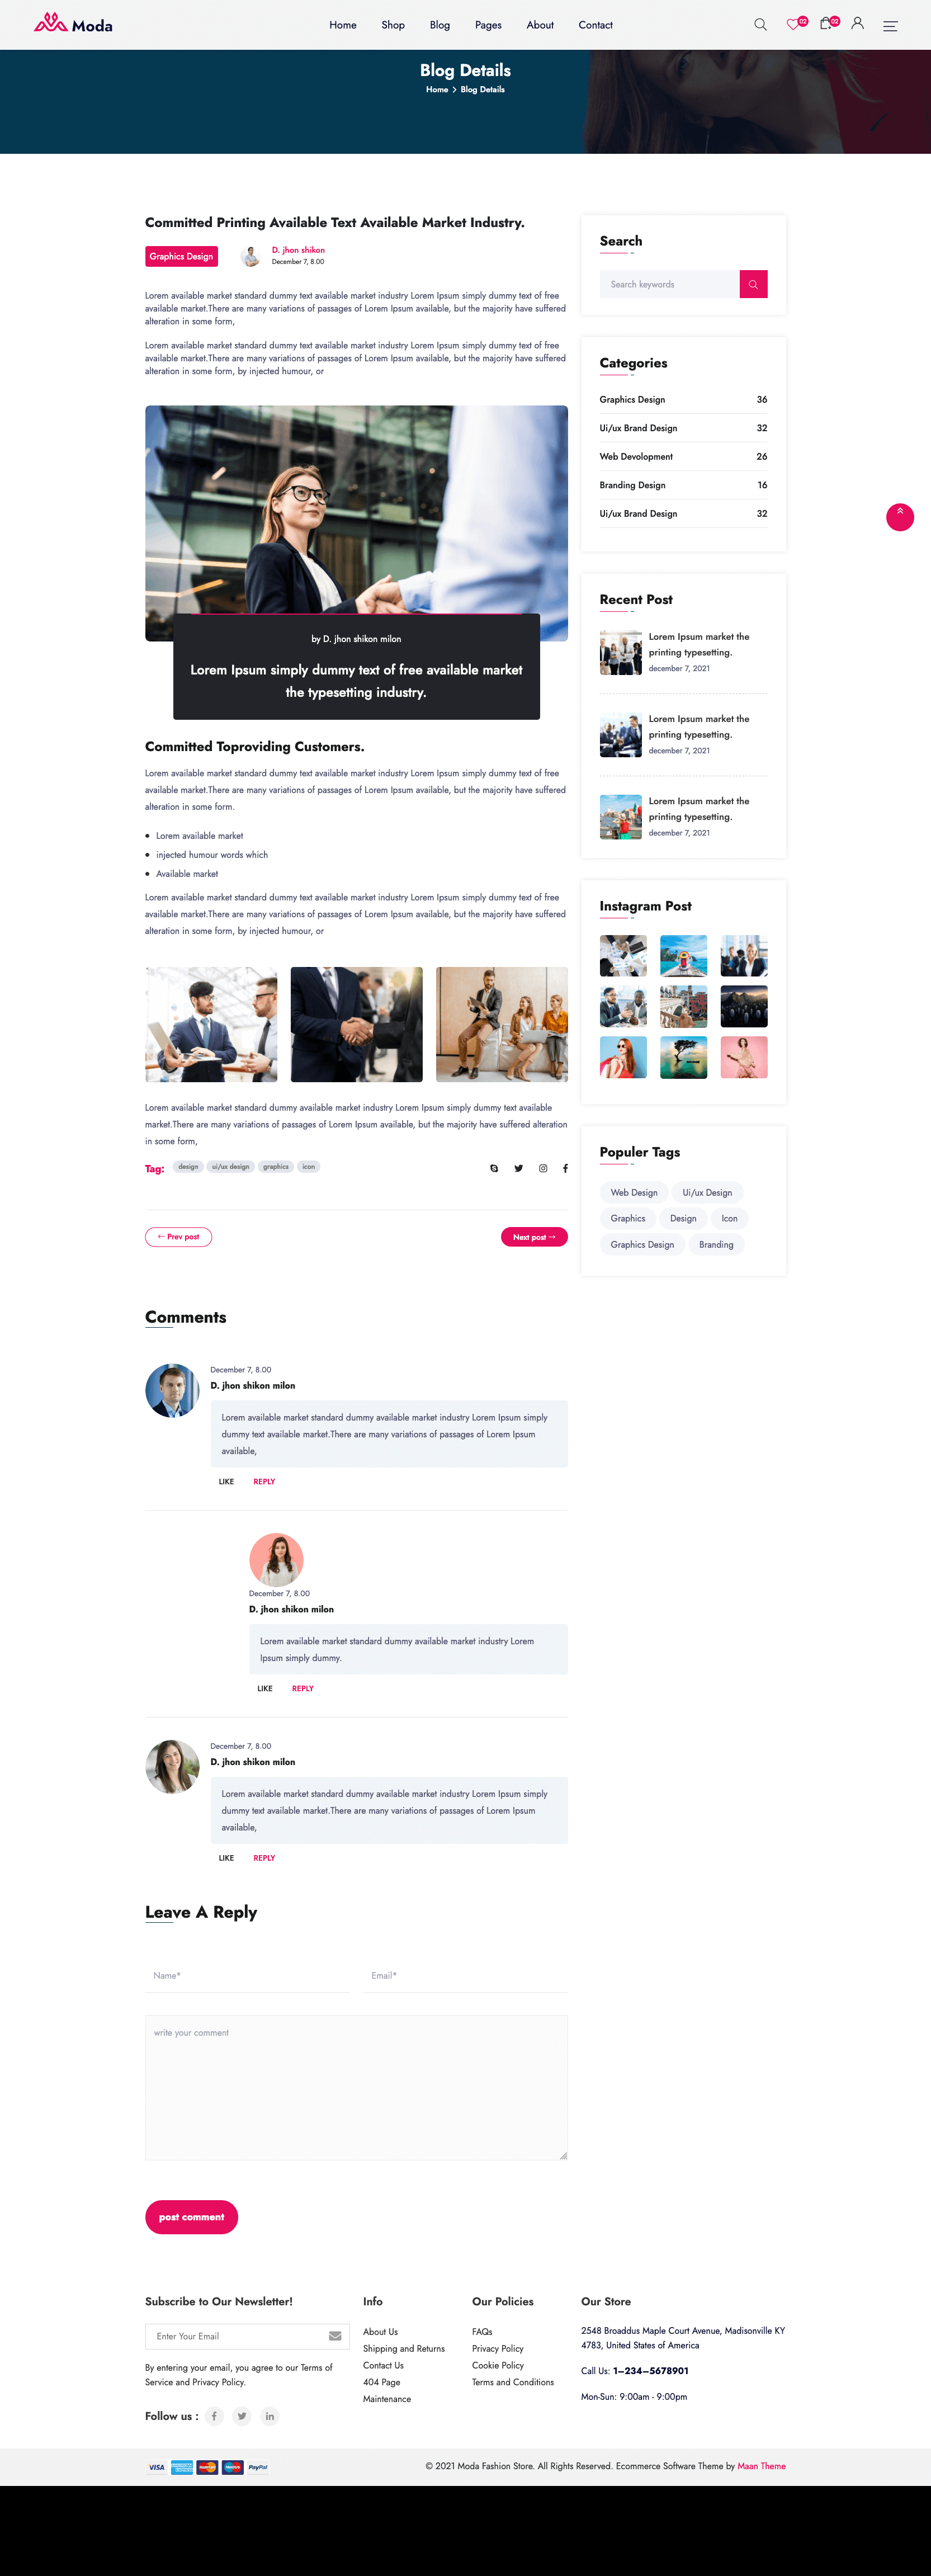 Moda
Home Shop Blog Pages About Contact
02 02
Blog Details
Home Blog Details
Committed Printing Available Text Available Market Industry.
Graphics Design
D. jhon shikon
December 7, 8.00
Lorem available market standard dummy text available market industry Lorem Ipsum simply dummy text of free
available market.There are many variations of passages of Lorem Ipsum available, but the majority have suffered
alteration in some form,
Lorem available market standard dummy text available market industry Lorem Ipsum simply dummy text of free
available market.There are many variations of passages of Lorem Ipsum available, but the majority have suffered
alteration in some form, by injected humour, or
by D. jhon shikon milon
Lorem Ipsum simply dummy text of free available market
the typesetting industry.
Committed Toproviding Customers.
Lorem available market standard dummy text available market industry Lorem Ipsum simply dummy text of free
available market.There are many variations of passages of Lorem Ipsum available, but the majority have suffered
alteration in some form.
Lorem available market
injected humour words which
Available market
Lorem available market standard dummy text available market industry Lorem Ipsum simply dummy text of free
available market.There are many variations of passages of Lorem Ipsum available, but the majority have suffered
alteration in some form, by injected humour, or
Lorem available market standard dummy available market industry Lorem Ipsum simply dummy text available
market.There are many variations of passages of Lorem Ipsum available, but the majority have suffered alteration
in some form,
Tag: design ui/ux design graphics icon
Prev post Next post
Comments
December 7, 8.00
D. jhon shikon milon
Lorem available market standard dummy available market industry Lorem Ipsum simply
dummy text available market.There are many variations of passages of Lorem Ipsum
available,
LIKE REPLY
December 7, 8.00
D. jhon shikon milon
Lorem available market standard dummy available market industry Lorem
Ipsum simply dummy.
LIKE REPLY
December 7, 8.00
D. jhon shikon milon
Lorem available market standard dummy available market industry Lorem Ipsum simply
dummy text available market.There are many variations of passages of Lorem Ipsum
available,
LIKE REPLY
Leave A Reply
Name* Email*
write your comment
post comment
Search
Search keywords
Categories
Graphics Design 36
Ui/ux Brand Design 32
Web Devolopment 26
Branding Design 16
Ui/ux Brand Design 32
Recent Post
Lorem Ipsum market the
printing typesetting.
december 7, 2021
Lorem Ipsum market the
printing typesetting.
december 7, 2021
Lorem Ipsum market the
printing typesetting.
december 7, 2021
Instagram Post
Populer Tags
Web Design Ui/ux Design
Graphics Design Icon
Graphics Design Branding
Subscribe to Our Newsletter!
Enter Your Email
By entering your email, you agree to our Terms of
Service and Privacy Policy.
Follow us :
Info
About Us
Shipping and Returns
Contact Us
404 Page
Maintenance
Our Policies
FAQs
Privacy Policy
Cookie Policy
Terms and Conditions
Our Store
2548 Broaddus Maple Court Avenue, Madisonville KY
4783, United States of America
Call Us: 1–234–5678901
Mon-Sun: 9:00am - 9:00pm
VISA AMERICAN EXPRESS MasterCard Maestro PayPal
© 2021 Moda Fashion Store. All Rights Reserved. Ecommerce Software Theme by Maan Theme